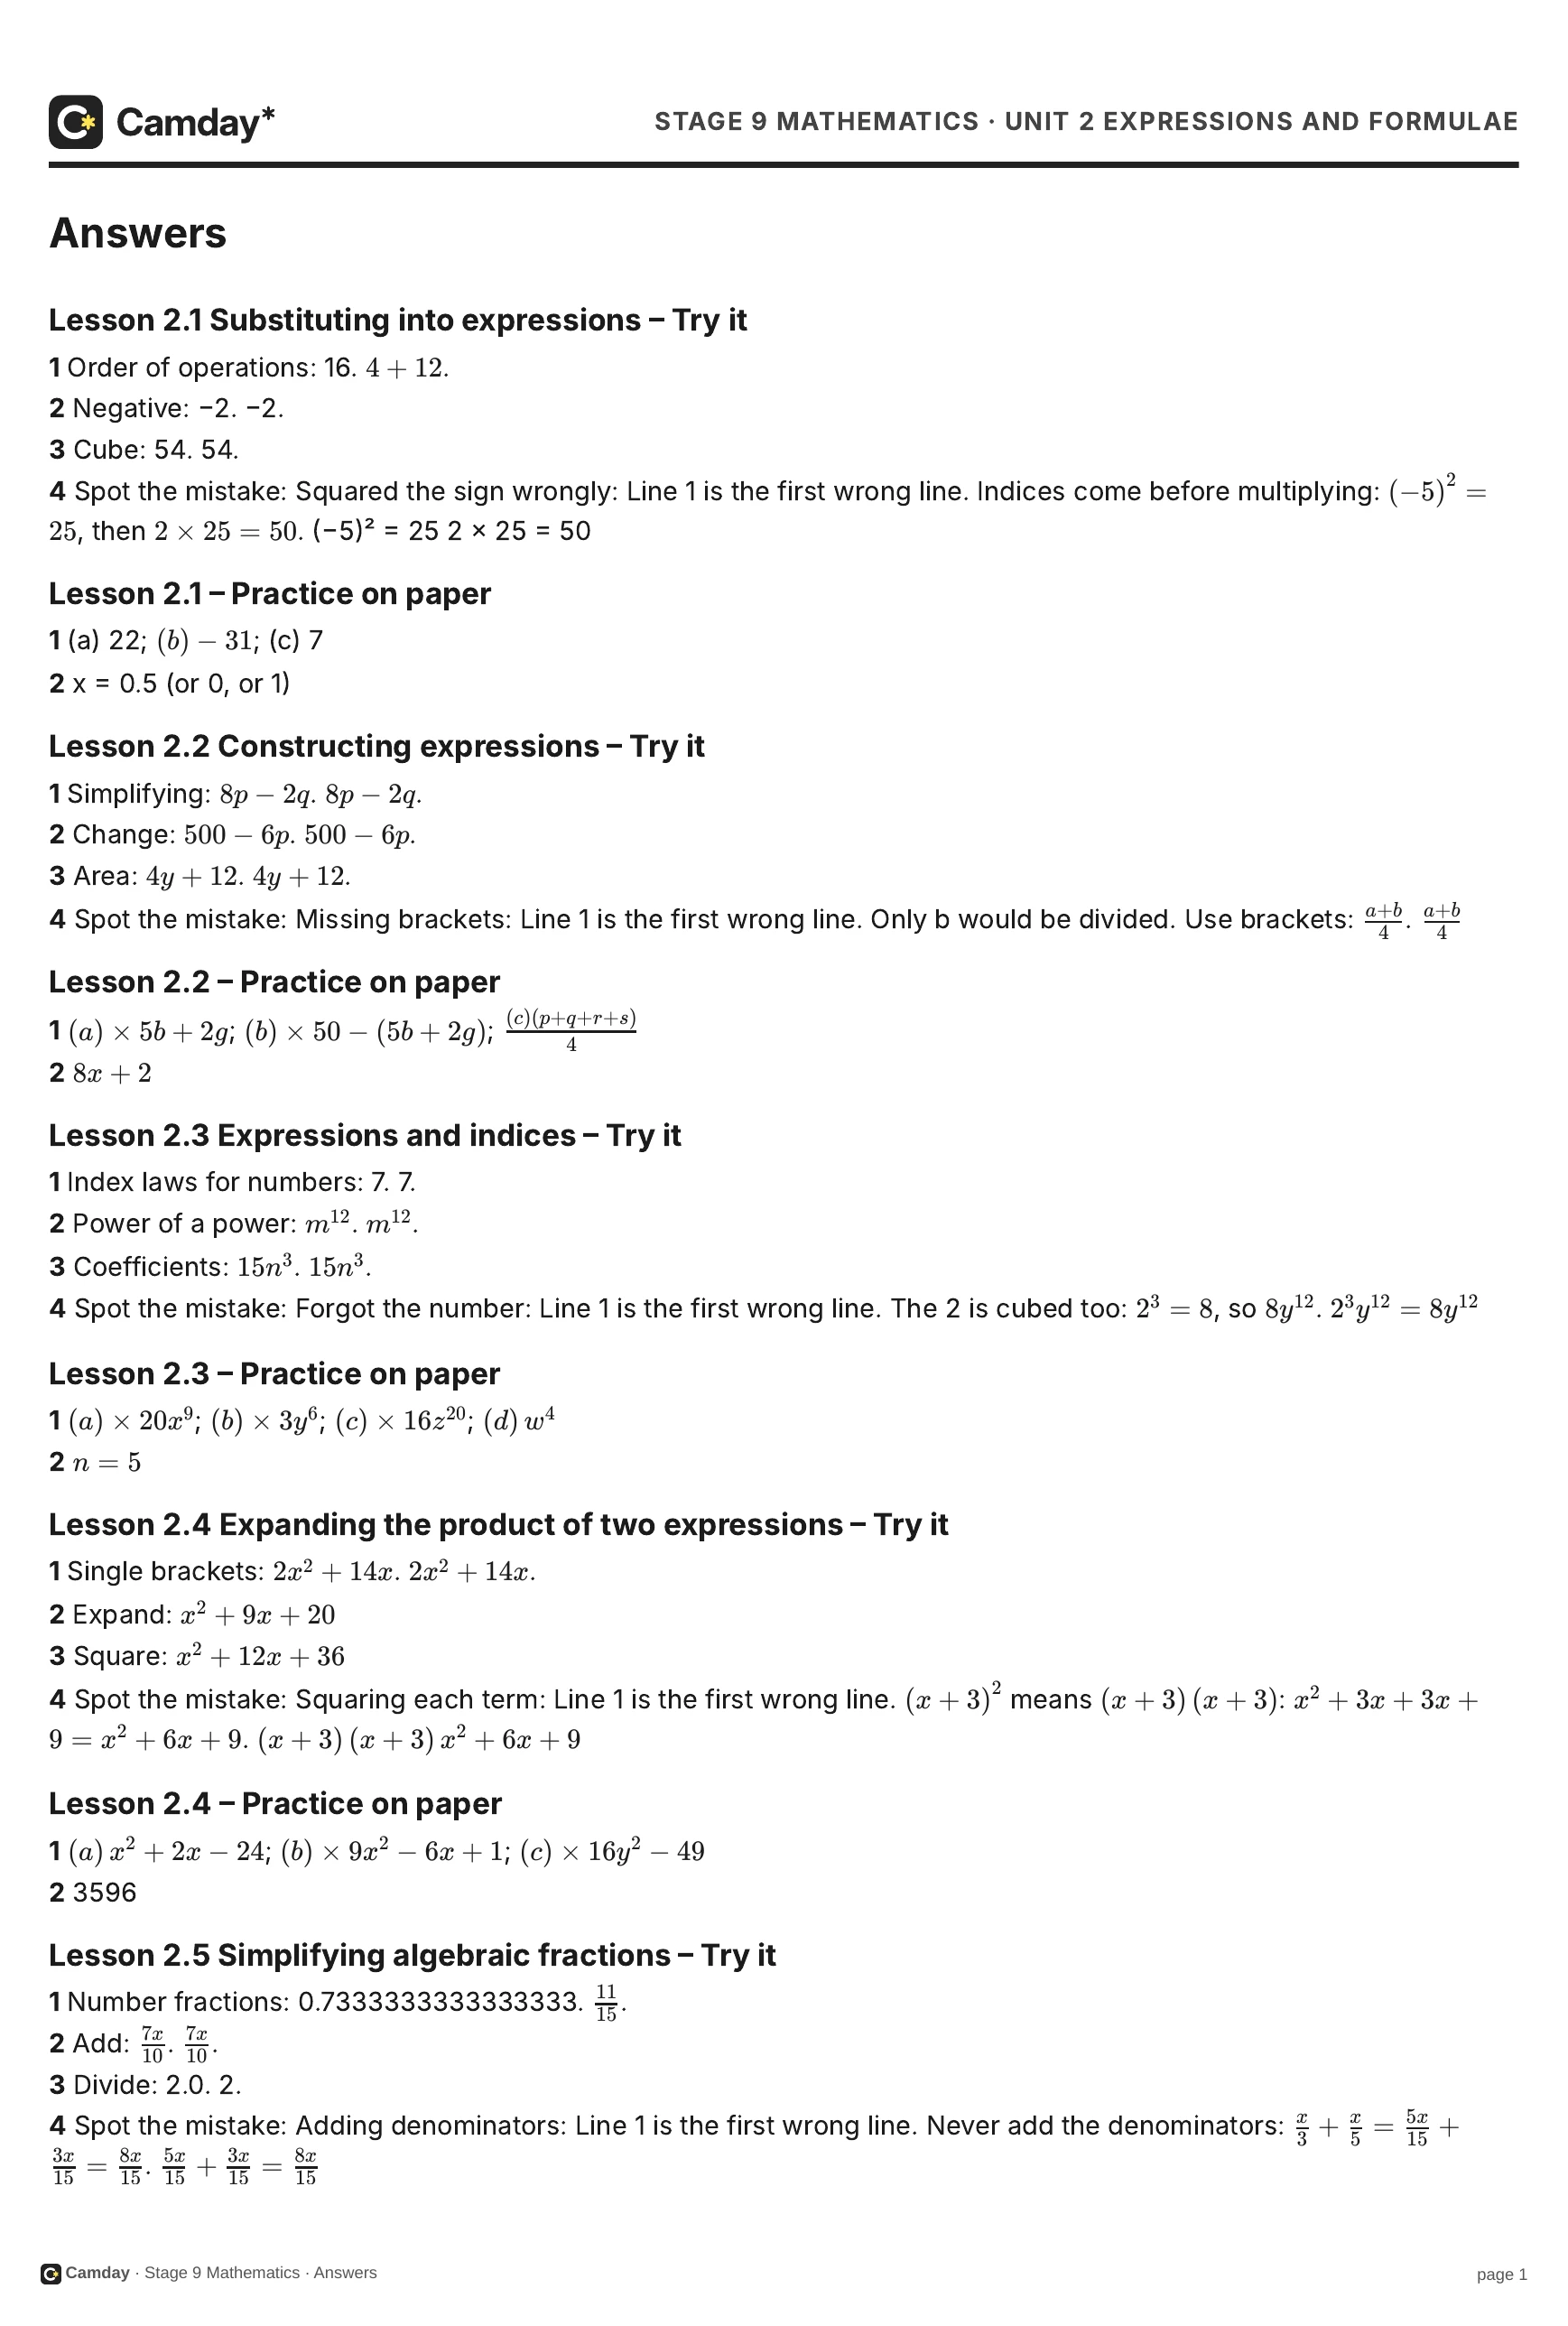 Camday*
STAGE 9 MATHEMATICS · UNIT 2 EXPRESSIONS AND FORMULAE
Answers
Lesson 2.1 Substituting into expressions – Try it
1 Order of operations: 16. 4 + 12.
2 Negative: −2. −2.
3 Cube: 54. 54.
4 Spot the mistake: Squared the sign wrongly: Line 1 is the first wrong line. Indices come before multiplying: (−5)² =
25, then 2 × 25 = 50. (−5)² = 25 2 × 25 = 50
Lesson 2.1 – Practice on paper
1 (a) 22; (b) − 31; (c) 7
2 x = 0.5 (or 0, or 1)
Lesson 2.2 Constructing expressions – Try it
1 Simplifying: 8p − 2q. 8p − 2q.
2 Change: 500 − 6p. 500 − 6p.
3 Area: 4y + 12. 4y + 12.
4 Spot the mistake: Missing brackets: Line 1 is the first wrong line. Only b would be divided. Use brackets: (a+b)/4. (a+b)/4
Lesson 2.2 – Practice on paper
1 (a) × 5b + 2g; (b) × 50 − (5b + 2g); (c)(p+q+r+s)/4
2 8x + 2
Lesson 2.3 Expressions and indices – Try it
1 Index laws for numbers: 7. 7.
2 Power of a power: m¹². m¹².
3 Coefficients: 15n³. 15n³.
4 Spot the mistake: Forgot the number: Line 1 is the first wrong line. The 2 is cubed too: 2³ = 8, so 8y¹². 2³y¹² = 8y¹²
Lesson 2.3 – Practice on paper
1 (a) × 20x⁹; (b) × 3y⁶; (c) × 16z²⁰; (d) w⁴
2 n = 5
Lesson 2.4 Expanding the product of two expressions – Try it
1 Single brackets: 2x² + 14x. 2x² + 14x.
2 Expand: x² + 9x + 20
3 Square: x² + 12x + 36
4 Spot the mistake: Squaring each term: Line 1 is the first wrong line. (x + 3)² means (x + 3) (x + 3): x² + 3x + 3x +
9 = x² + 6x + 9. (x + 3) (x + 3) x² + 6x + 9
Lesson 2.4 – Practice on paper
1 (a) x² + 2x − 24; (b) × 9x² − 6x + 1; (c) × 16y² − 49
2 3596
Lesson 2.5 Simplifying algebraic fractions – Try it
1 Number fractions: 0.7333333333333333. 11/15.
2 Add: 7x/10. 7x/10.
3 Divide: 2.0. 2.
4 Spot the mistake: Adding denominators: Line 1 is the first wrong line. Never add the denominators: x/3 + x/5 = 5x/15 +
3x/15 = 8x/15. 5x/15 + 3x/15 = 8x/15
Camday · Stage 9 Mathematics · Answers
page 1